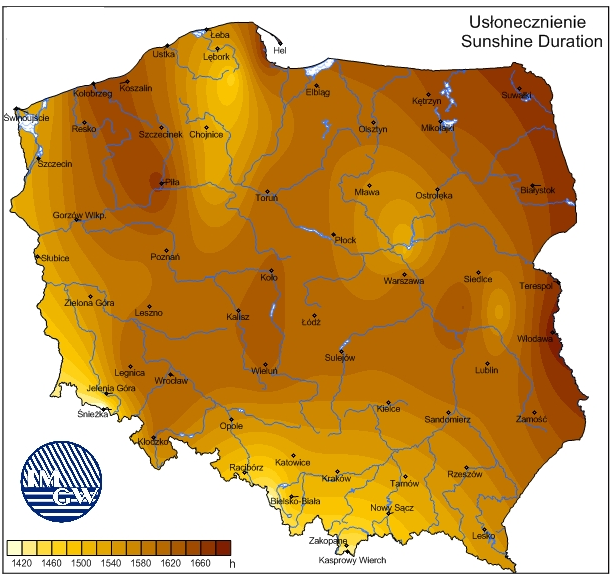 Usłonecznienie
Sunshine Duration
Łeba
Ustka
Hel
Lębork
Koszalin
Kołobrzeg
Elbląg
Kętrzyn
Suwałki
Świnoujście
Resko
Szczecinek
Chojnice
Olsztyn
Mikołajki
Szczecin
Piła
Toruń
Mława
Ostrołęka
Białystok
Gorzów Wlkp.
Płock
Słubice
Poznań
Koło
Warszawa
Siedlce
Terespol
Zielona Góra
Leszno
Kalisz
Łódź
Włodawa
Sulejów
Legnica
Wrocław
Wieluń
Lublin
Jelenia Góra
Śnieżka
Kielce
Sandomierz
Zamość
Opole
Kłodzko
Racibórz
Katowice
Kraków
Tarnów
Rzeszów
Bielsko-Biała
Nowy Sącz
Lesko
Zakopane
Kasprowy Wierch
IM
GW
1420 1460 1500 1540 1580 1620 1660 h